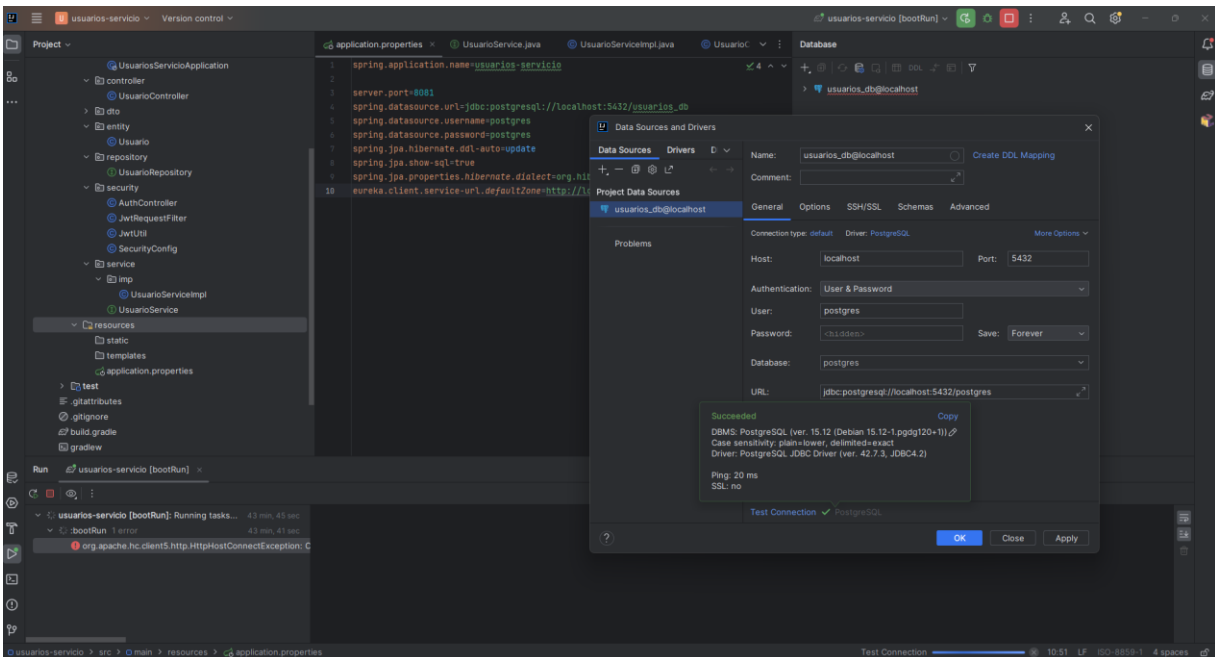 usuarios-servicio Version control
usuarios-servicio [bootRun]
Project
UsuariosServicioApplication
controller
UsuarioController
dto
entity
Usuario
repository
UsuarioRepository
security
AuthController
JwtRequestFilter
JwtUtil
SecurityConfig
service
imp
UsuarioServiceImpl
UsuarioService
resources
static
templates
application.properties
test
.gitattributes
.gitignore
build.gradle
gradlew
application.properties UsuarioService.java UsuarioServiceImpl.java
4
1 spring.application.name=usuarios-servicio
2
3 server.port=8081
4 spring.datasource.url=jdbc:postgresql://localhost:5432/usuarios_db
5 spring.datasource.username=postgres
6 spring.datasource.password=postgres
7 spring.jpa.hibernate.ddl-auto=update
8 spring.jpa.show-sql=true
9 spring.jpa.properties.hibernate.dialect=org.hi
10 eureka.client.service-url.defaultZone=http://lo
Database
DDL
usuarios_db@localhost
Data Sources and Drivers
Data Sources Drivers D
Project Data Sources
usuarios_db@localhost
Problems
Name: usuarios_db@localhost Create DDL Mapping
Comment:
General Options SSH/SSL Schemas Advanced
Connection type: default Driver: PostgreSQL More Options
Host: localhost Port: 5432
Authentication: User & Password
User: postgres
Password: <hidden> Save: Forever
Database: postgres
URL: jdbc:postgresql://localhost:5432/postgres
Succeeded Copy
DBMS: PostgreSQL (ver. 15.12 (Debian 15.12-1.pgdg120+1))
Case sensitivity: plain=lower, delimited=exact
Driver: PostgreSQL JDBC Driver (ver. 42.7.3, JDBC4.2)
Ping: 20 ms
SSL: no
Test Connection PostgreSQL
OK Close Apply
Run usuarios-servicio [bootRun]
usuarios-servicio [bootRun]: Running tasks... 43 min, 45 sec
:bootRun 1 error 43 min, 41 sec
org.apache.hc.client5.http.HttpHostConnectException: C
usuarios-servicio > src > main > resources > application.properties
Test Connection 10:51 LF ISO-8859-1 4 spaces